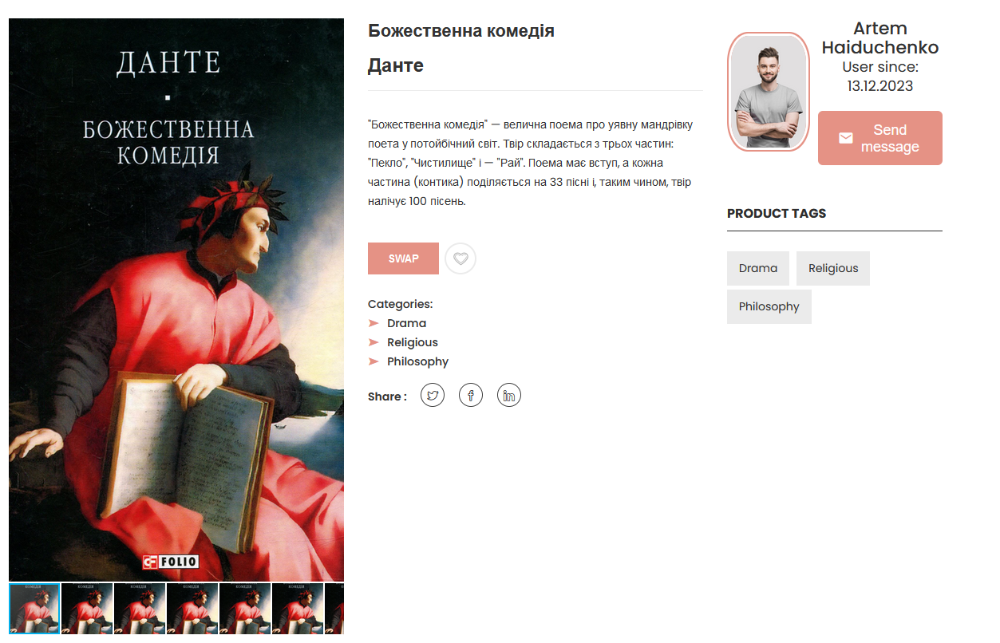 ДАНТЕ
БОЖЕСТВЕННА
КОМЕДІЯ
CF FOLIO
Божественна комедія
Данте
"Божественна комедія" — велична поема про уявну мандрівку
поета у потойбічний світ. Твір складається з трьох частин:
"Пекло", "Чистилище" і — "Рай". Поема має вступ, а кожна
частина (контика) поділяється на 33 пісні і, таким чином, твір
налічує 100 пісень.
SWAP
Categories:
Drama
Religious
Philosophy
Share :
Artem
Haiduchenko
User since:
13.12.2023
Send
message
PRODUCT TAGS
Drama
Religious
Philosophy